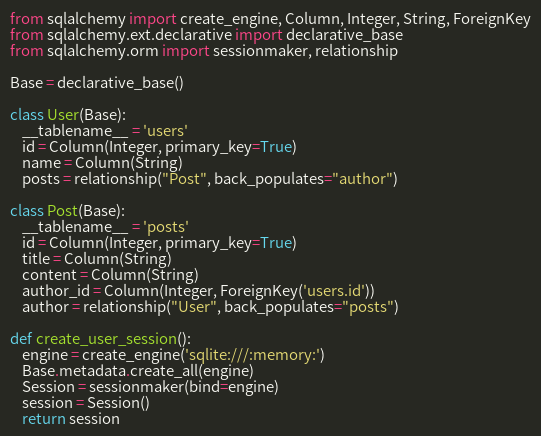 from sqlalchemy import create_engine, Column, Integer, String, ForeignKey
from sqlalchemy.ext.declarative import declarative_base
from sqlalchemy.orm import sessionmaker, relationship

Base = declarative_base()

class User(Base):
    __tablename__ = 'users'
    id = Column(Integer, primary_key=True)
    name = Column(String)
    posts = relationship("Post", back_populates="author")

class Post(Base):
    __tablename__ = 'posts'
    id = Column(Integer, primary_key=True)
    title = Column(String)
    content = Column(String)
    author_id = Column(Integer, ForeignKey('users.id'))
    author = relationship("User", back_populates="posts")

def create_user_session():
    engine = create_engine('sqlite:///:memory:')
    Base.metadata.create_all(engine)
    Session = sessionmaker(bind=engine)
    session = Session()
    return session